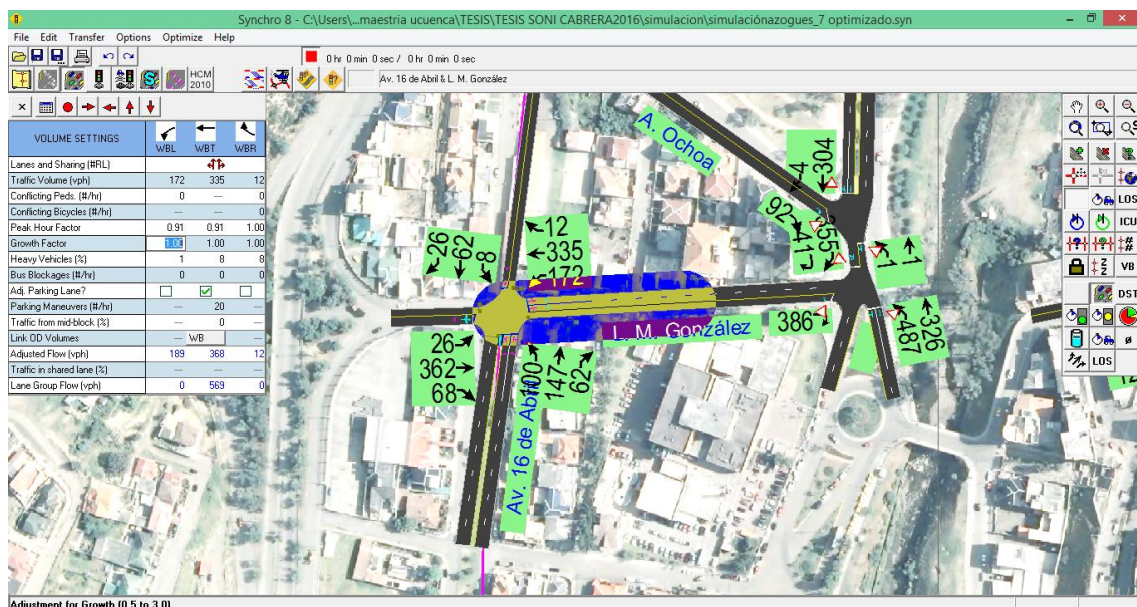 Synchro 8 - C:\Users\...maestria ucuenca\TESIS\TESIS SONI CABRERA2016\simulacion\simulaciónazogues_7 optimizado.syn
File Edit Transfer Options Optimize Help
0 hr 0 min 0 sec / 0 hr 0 min 0 sec
HCM 2010
Av. 16 de Abril & L. M. González
VOLUME SETTINGS WBL WBT WBR
Lanes and Sharing (#RL)
Traffic Volume (vph) 172 335 12
Conflicting Peds. (#/hr) 0 — 0
Conflicting Bicycles (#/hr) — — 0
Peak Hour Factor 0.91 0.91 1.00
Growth Factor 1.00 1.00 1.00
Heavy Vehicles (%) 1 8 8
Bus Blockages (#/hr) 0 0 0
Adj. Parking Lane?
Parking Maneuvers (#/hr) — 20 —
Traffic from mid-block (%) — 0 —
Link OD Volumes — WB —
Adjusted Flow (vph) 189 368 12
Traffic in shared lane (%) — — —
Lane Group Flow (vph) 0 569 0
A. Ochoa
4
304
92
417
355
1
1
26
62
8
12
335
172
L. M. González
386
326
487
26
362
68
100
147
62
Av. 16 de Abril
LOS
ICU
VB
DST
LOS
Adjustment for Growth (0.5 to 3.0)